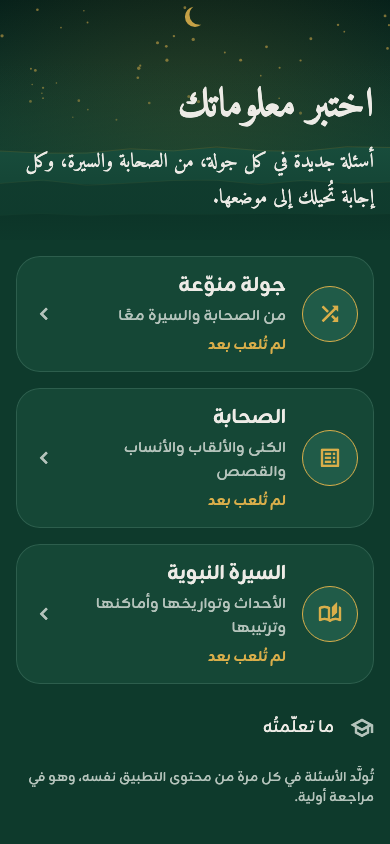 اختبر معلوماتك
أسئلة جديدة في كل جولة، من الصحابة والسيرة، وكل
إجابة تُحيلك إلى موضعها.
جولة منوّعة
من الصحابة والسيرة معًا
لم تُلعب بعد
الصحابة
الكنى والألقاب والأنساب
والقصص
لم تُلعب بعد
السيرة النبوية
الأحداث وتواريخها وأماكنها
وترتيبها
لم تُلعب بعد
ما تعلّمتُه
تُولَّد الأسئلة في كل مرة من محتوى التطبيق نفسه، وهو في
مراجعة أولية.